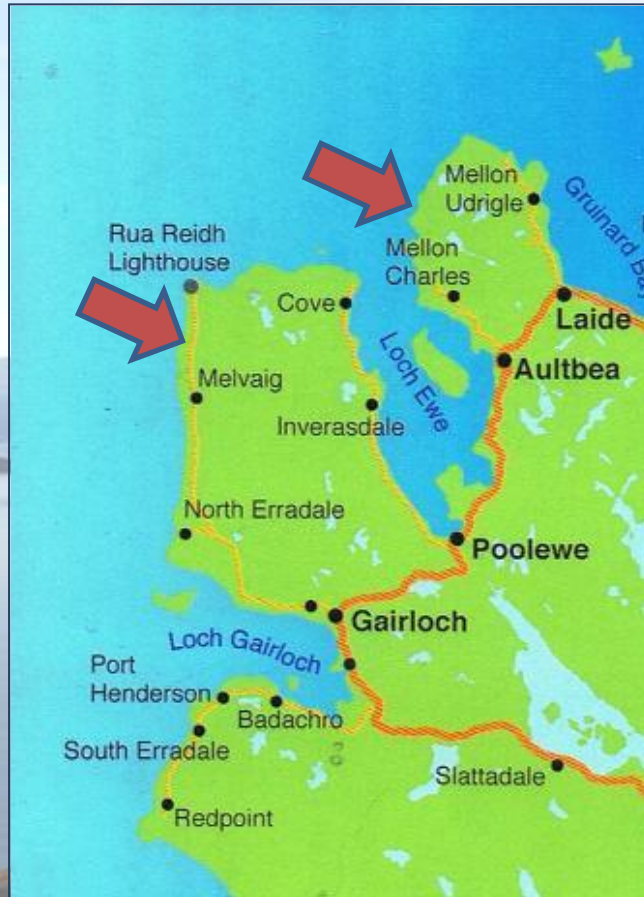 Mellon
Udrigle
Gruinard Bay
Rua Reidh
Lighthouse
Mellon
Charles
Cove
Laide
Loch Ewe
Aultbea
Melvaig
Inverasdale
North Erradale
Poolewe
Gairloch
Loch Gairloch
Port
Henderson
Badachro
South Erradale
Slattadale
Redpoint